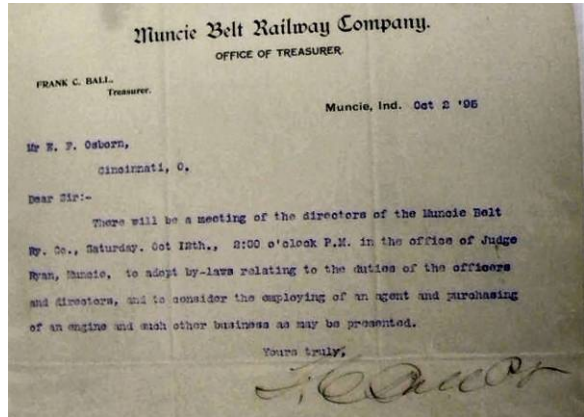 Muncie Belt Railway Company.
OFFICE OF TREASURER.
FRANK C. BALL,
Treasurer.
Muncie, Ind. Oct 2 '95
Mr E. F. Osborn,
Cincinnati, O.
Dear Sir:-
There will be a meeting of the directors of the Muncie Belt
Ry. Co., Saturday. Oct 12th., 2:00 o'clock P.M. in the office of Judge
Ryan, Muncie, to adopt by-laws relating to the duties of the officers
and directors, and to consider the employing of an agent and purchasing
of an engine and such other business as may be presented.
Yours truly,
F. C. Ball